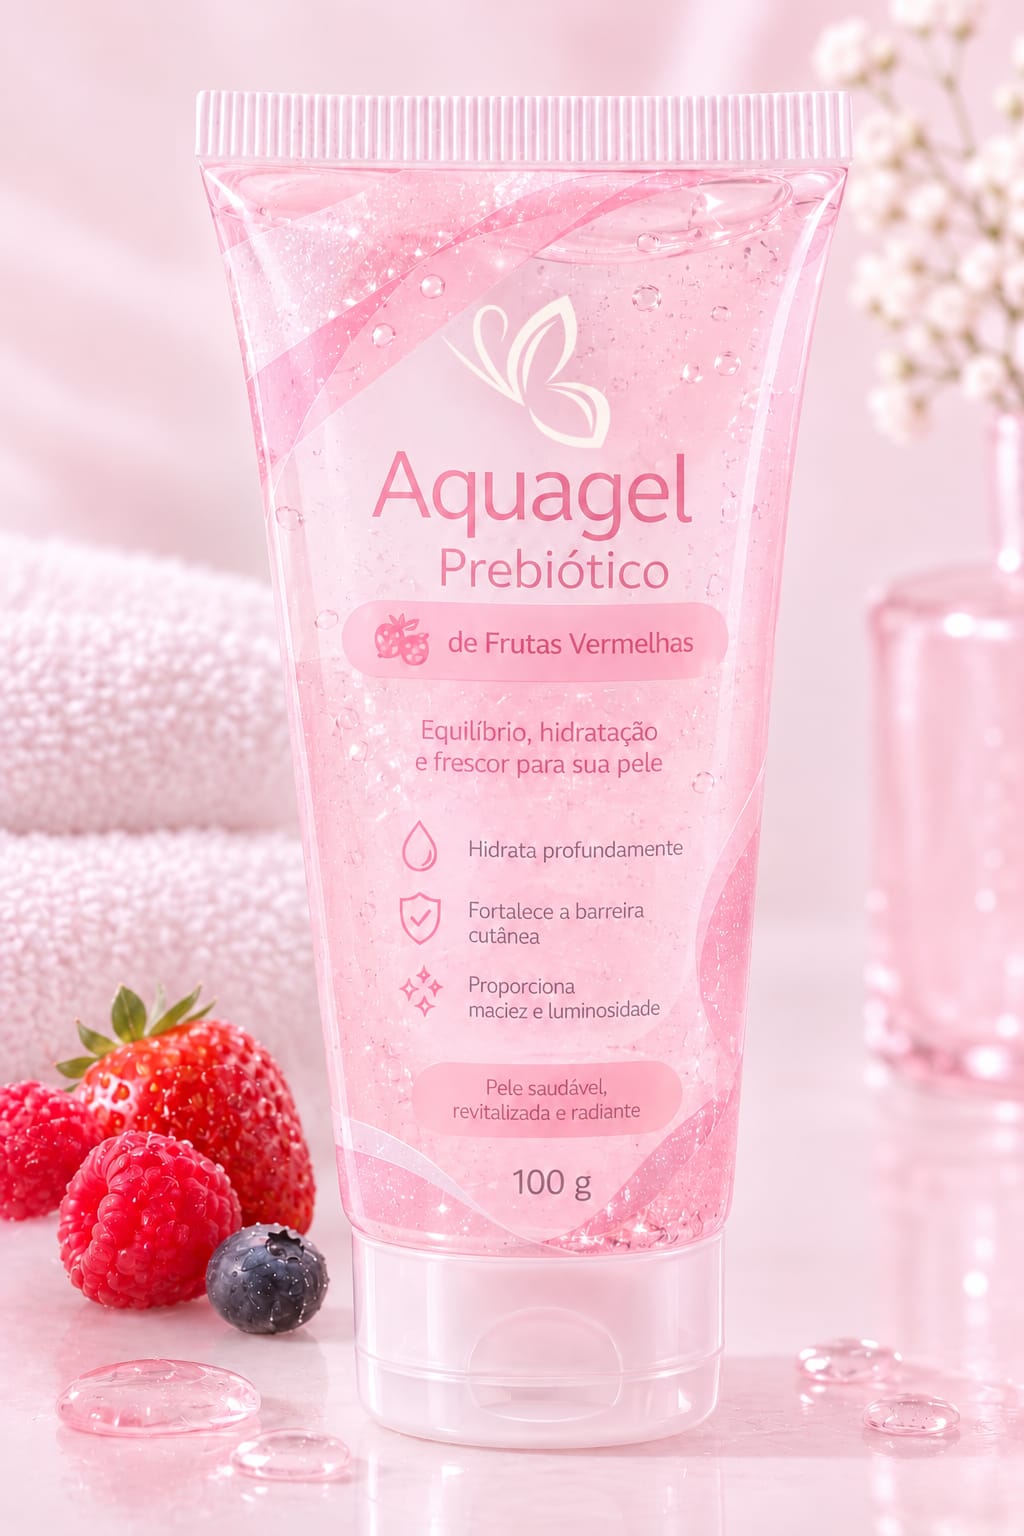 Aquagel
Prebiótico
de Frutas Vermelhas
Equilíbrio, hidratação
e frescor para sua pele
Hidrata profundamente
Fortalece a barreira
cutânea
Proporciona
maciez e luminosidade
Pele saudável,
revitalizada e radiante
100 g